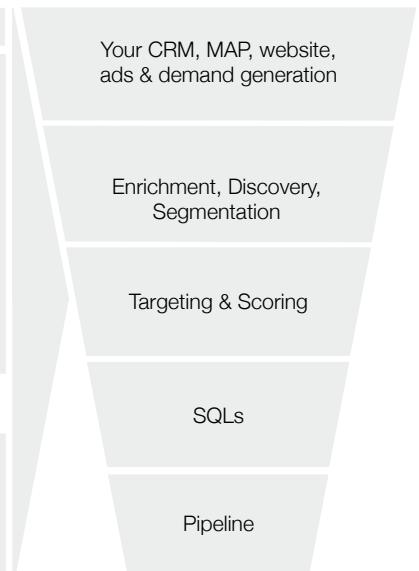 Your CRM, MAP, website,
ads & demand generation
Enrichment, Discovery,
Segmentation
Targeting & Scoring
SQLs
Pipeline